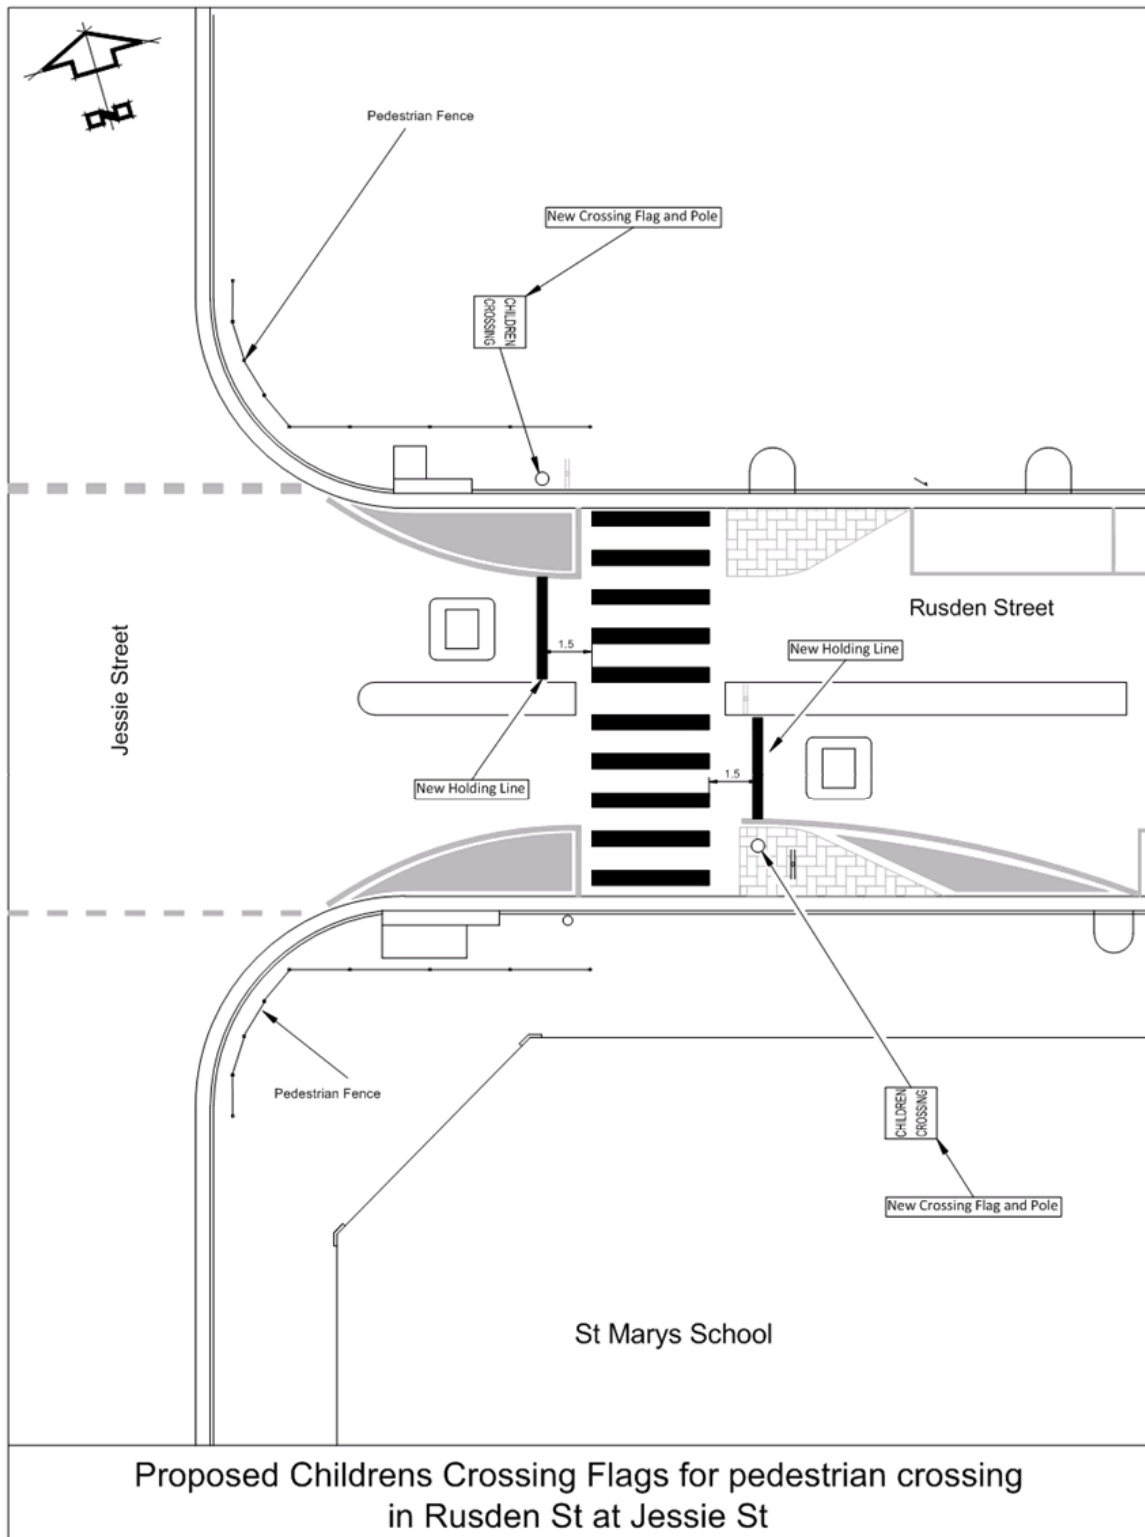 N
Pedestrian Fence
New Crossing Flag and Pole
CHILDREN
CROSSING
Rusden Street
1.5
New Holding Line
Jessie Street
1.5
New Holding Line
Pedestrian Fence
CHILDREN
CROSSING
New Crossing Flag and Pole
St Marys School
Proposed Childrens Crossing Flags for pedestrian crossing
in Rusden St at Jessie St